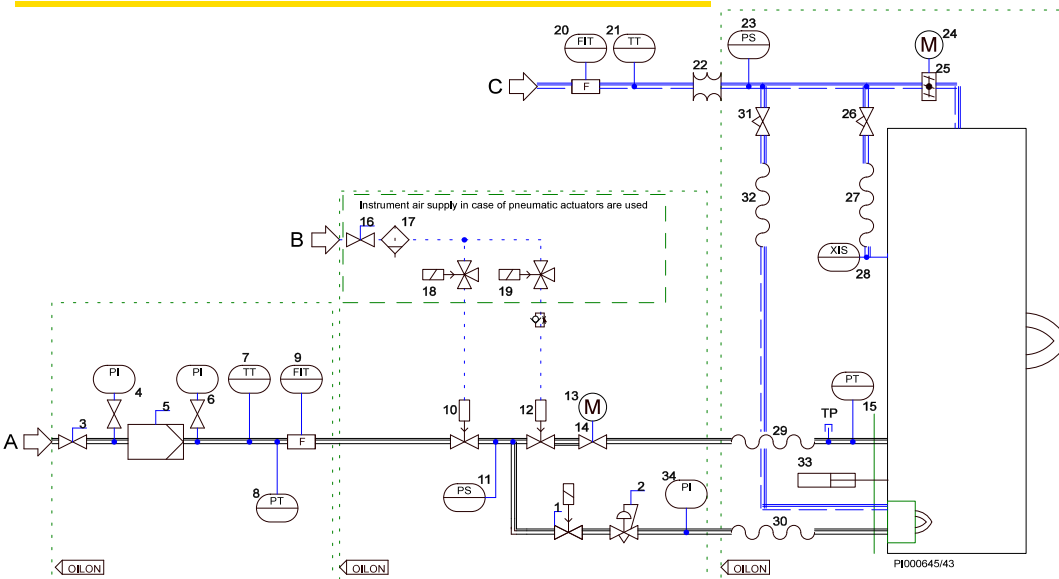 20 FIT
21 TT
22
23 PS
M 24
25
C
F
31
26
Instrument air supply in case of pneumatic actuators are used
16
17
B
32
27
XIS
28
18
19
PI
4
5
PI
6
7 TT
9 FIT
10
12
13 M
14
PT
15
TP
A
3
F
29
8 PT
11 PS
33
34 PI
1
2
30
OILON
OILON
OILON
PI000645/43